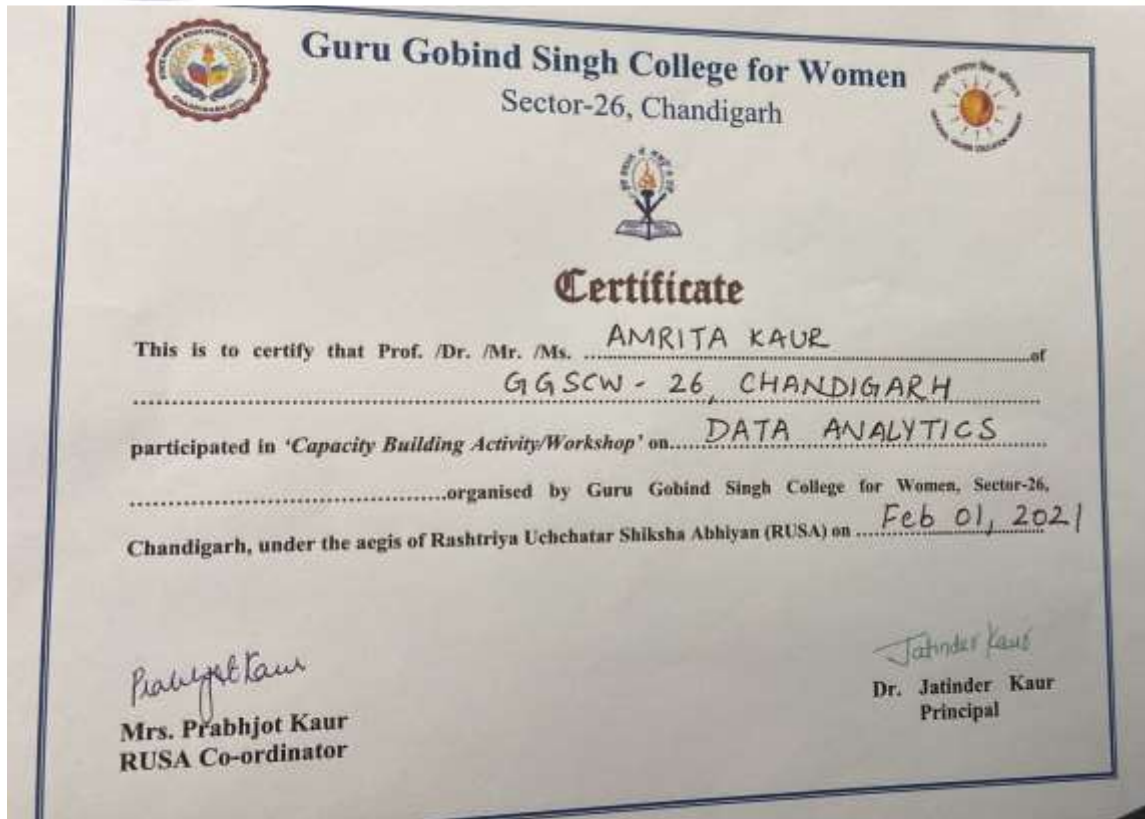 Guru Gobind Singh College for Women
Sector-26, Chandigarh
Certificate
This is to certify that Prof. /Dr. /Mr. /Ms. AMRITA KAUR of
GGSCW - 26, CHANDIGARH
participated in 'Capacity Building Activity/Workshop' on DATA ANALYTICS
organised by Guru Gobind Singh College for Women, Sector-26,
Chandigarh, under the aegis of Rashtriya Uchchatar Shiksha Abhiyan (RUSA) on Feb 01, 2021
Prabhjot Kaur
Jatinder Kaur
Mrs. Prabhjot Kaur
RUSA Co-ordinator
Dr. Jatinder Kaur
Principal